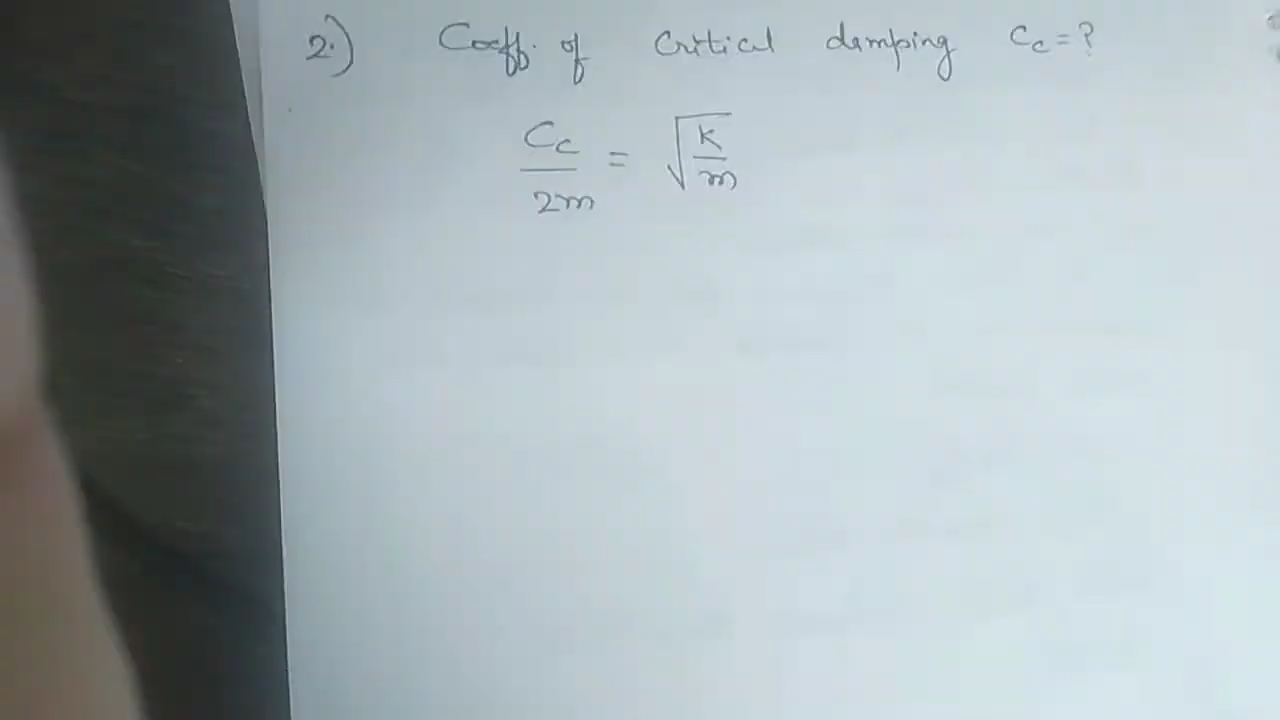 2.) Coeff. of Critical damping Cc = ?
Cc/2m = √(K/m)